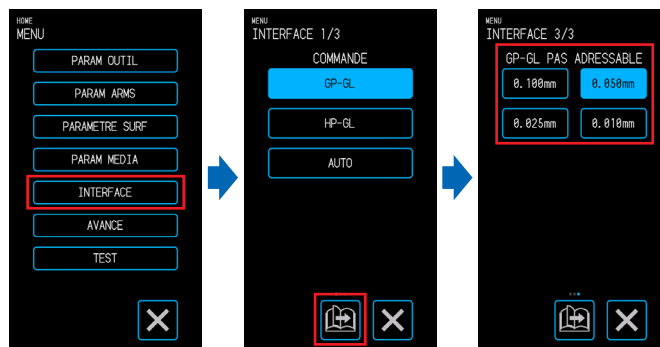 HOME
MENU
PARAM OUTIL
PARAM ARMS
PARAMETRE SURF
PARAM MEDIA
INTERFACE
AVANCE
TEST
MENU
INTERFACE 1/3
COMMANDE
GP-GL
HP-GL
AUTO
MENU
INTERFACE 3/3
GP-GL PAS ADRESSABLE
0.100mm 0.050mm
0.025mm 0.010mm